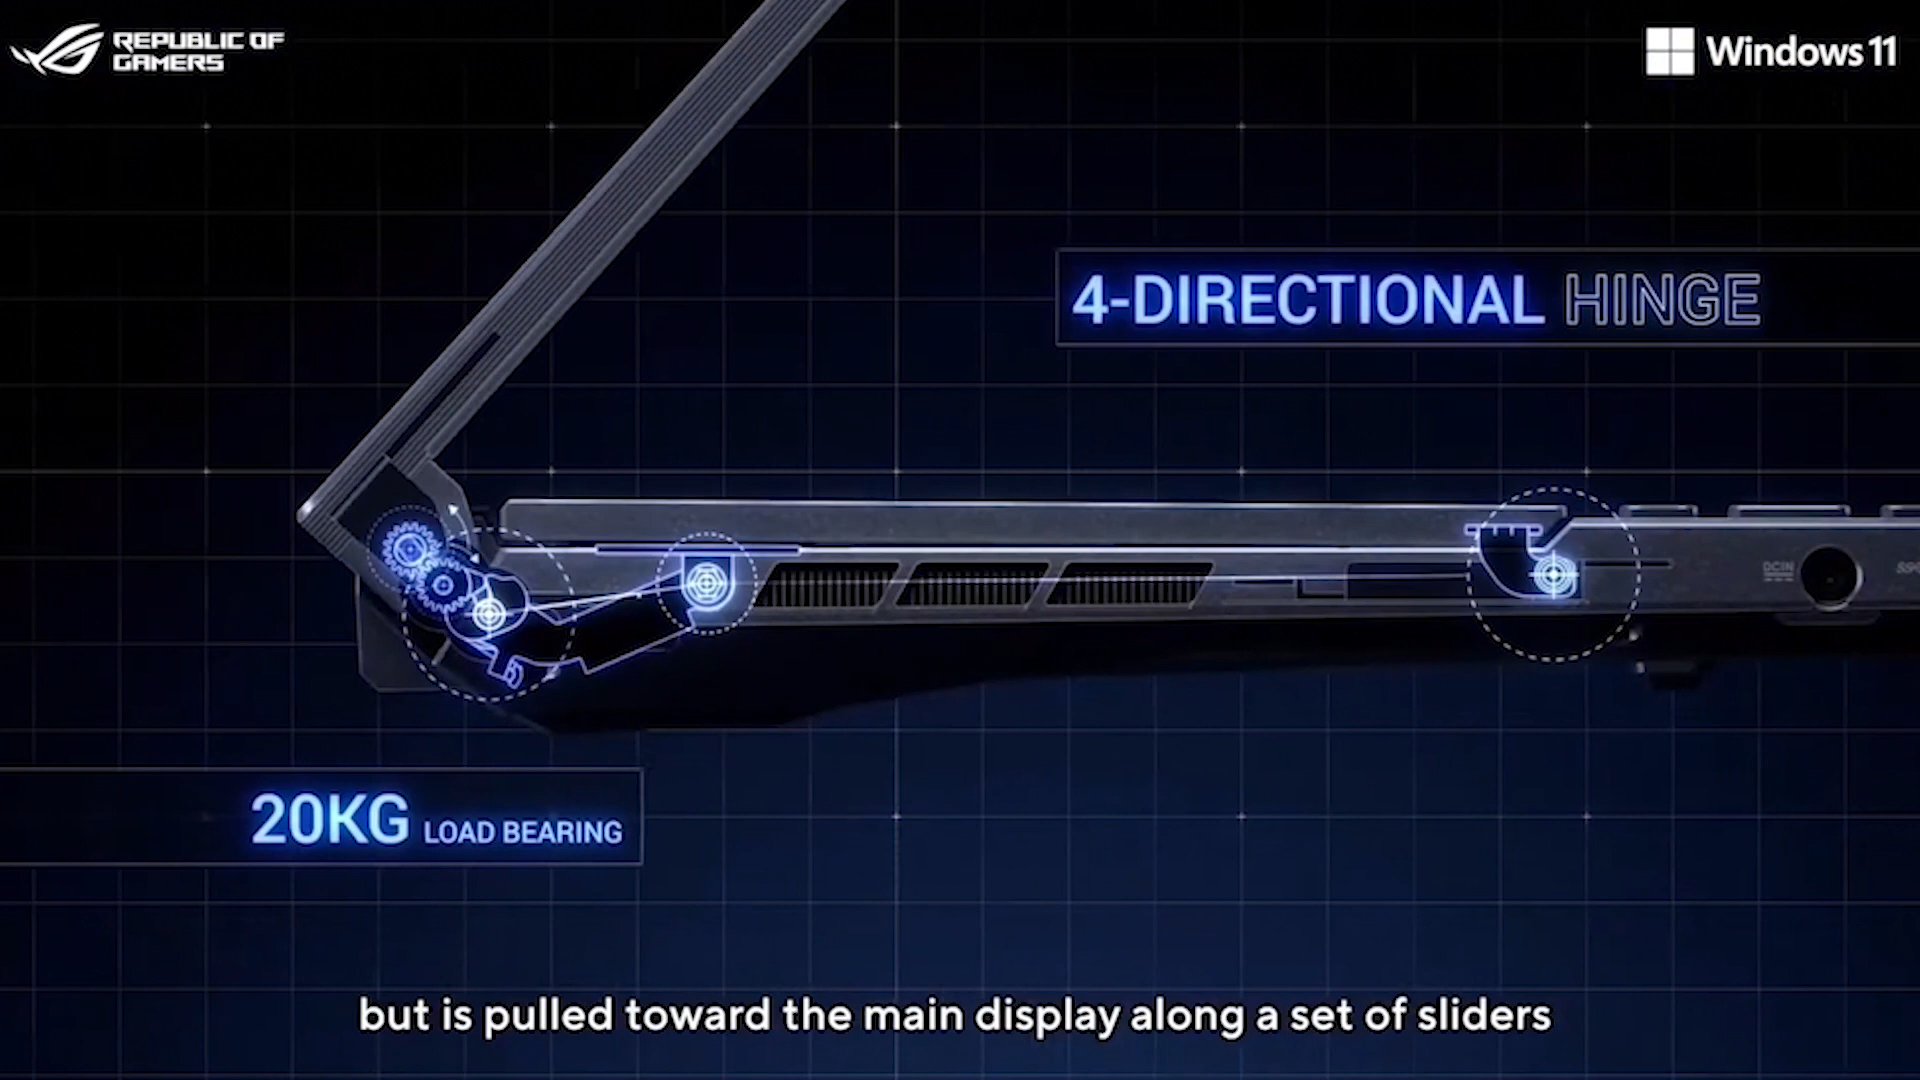 REPUBLIC OF
GAMERS
Windows 11
4-DIRECTIONAL HINGE
DCIN
20KG LOAD BEARING
but is pulled toward the main display along a set of sliders